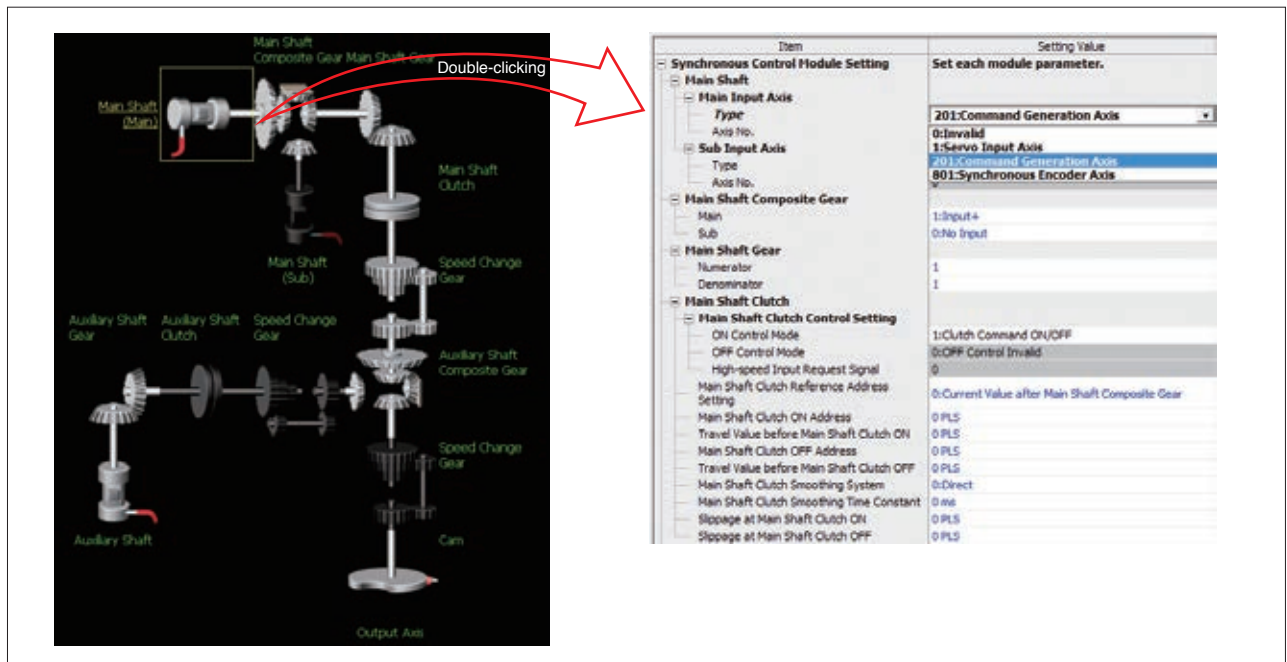 Main Shaft
Composite Gear Main Shaft Gear
Double-clicking
Main Shaft
(Main)
Main Shaft
Clutch
Main Shaft
(Sub)
Speed Change
Gear
Auxiliary Shaft
Gear
Auxiliary Shaft
Clutch
Speed Change
Gear
Auxiliary Shaft
Composite Gear
Speed Change
Gear
Auxiliary Shaft
Cam
Output Axis
Item Setting Value
Synchronous Control Module Setting Set each module parameter.
Main Shaft
Main Input Axis
Type 201:Command Generation Axis
Axis No. 0:Invalid
1:Servo Input Axis
Sub Input Axis
Type 201:Command Generation Axis
801:Synchronous Encoder Axis
Axis No. 0
Main Shaft Composite Gear
Main 1:Input+
Sub 0:No Input
Main Shaft Gear
Numerator 1
Denominator 1
Main Shaft Clutch
Main Shaft Clutch Control Setting
ON Control Mode 1:Clutch Command ON/OFF
OFF Control Mode 0:OFF Control Invalid
High-speed Input Request Signal 0
Main Shaft Clutch Reference Address
Setting 0:Current Value after Main Shaft Composite Gear
Main Shaft Clutch ON Address 0 PLS
Travel Value before Main Shaft Clutch ON 0 PLS
Main Shaft Clutch OFF Address 0 PLS
Travel Value before Main Shaft Clutch OFF 0 PLS
Main Shaft Clutch Smoothing System 0:Direct
Main Shaft Clutch Smoothing Time Constant 0 ms
Slippage at Main Shaft Clutch ON 0 PLS
Slippage at Main Shaft Clutch OFF 0 PLS